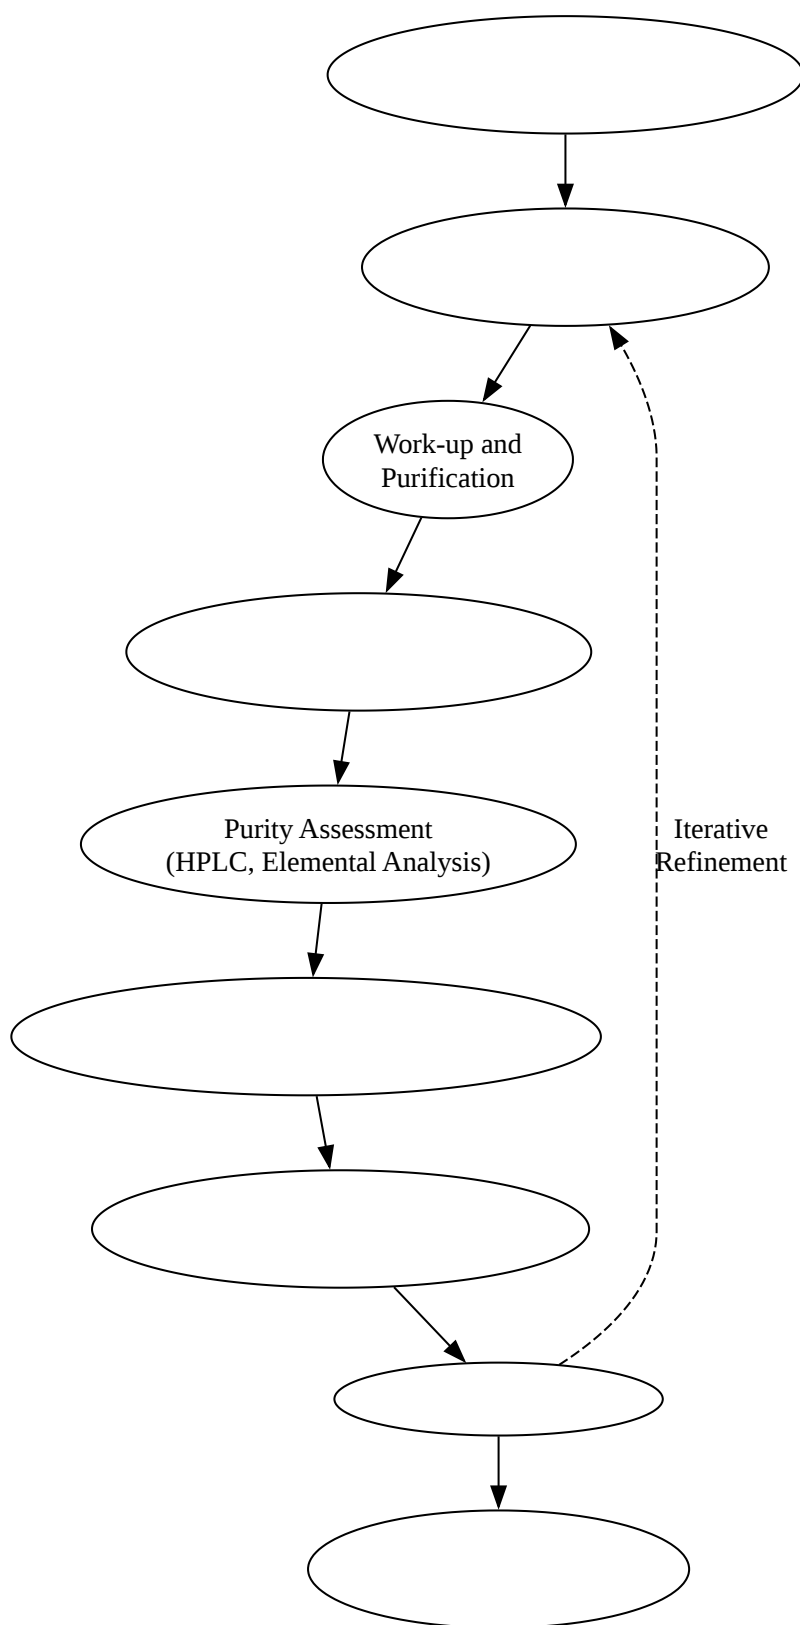 Work-up and
Purification
Purity Assessment
(HPLC, Elemental Analysis)
Iterative
Refinement